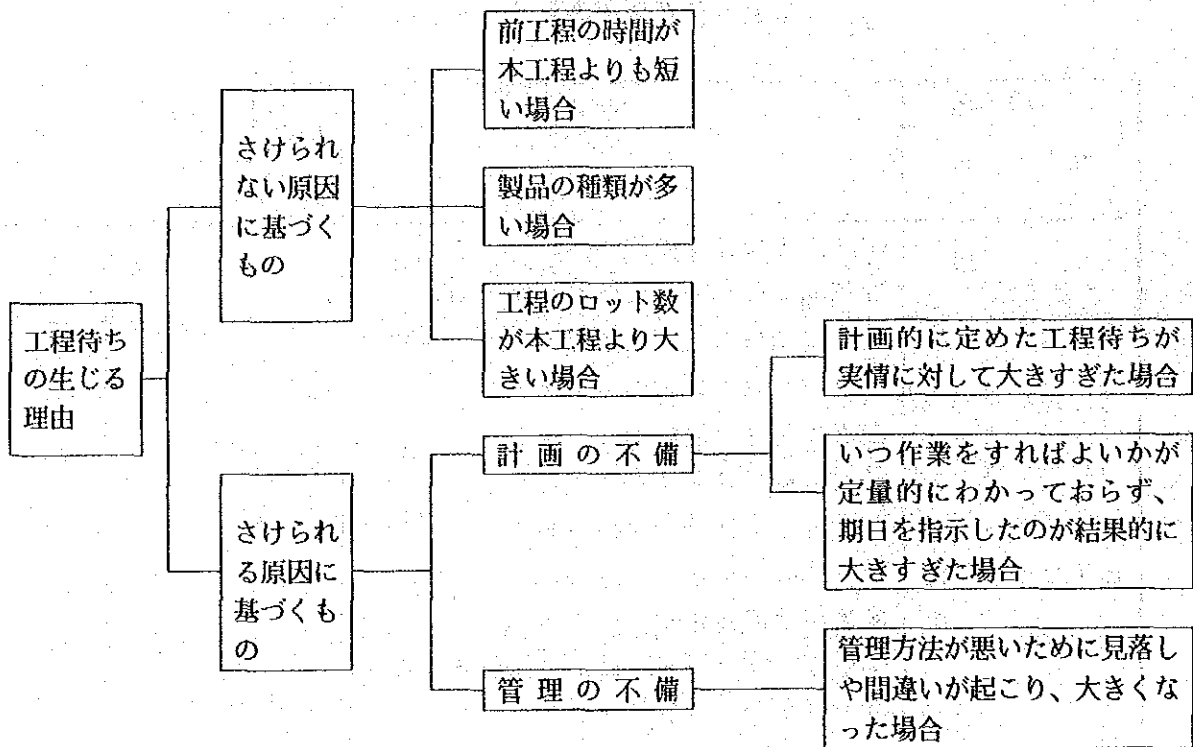 工程待ち
の生じる
理由
さけられ
ない原因
に基づく
もの
前工程の時間が
本工程よりも短
い場合
製品の種類が多
い場合
工程のロット数
が本工程より大
きい場合
さけられ
る原因に
基づくも
の
計画の不備
計画的に定めた工程待ちが
実情に対して大きすぎた場合
いつ作業をすればよいかが
定量的にわかっておらず、
期日を指示したのが結果的に
大きすぎた場合
管理の不備
管理方法が悪いために見落し
や間違いが起こり、大きくな
った場合